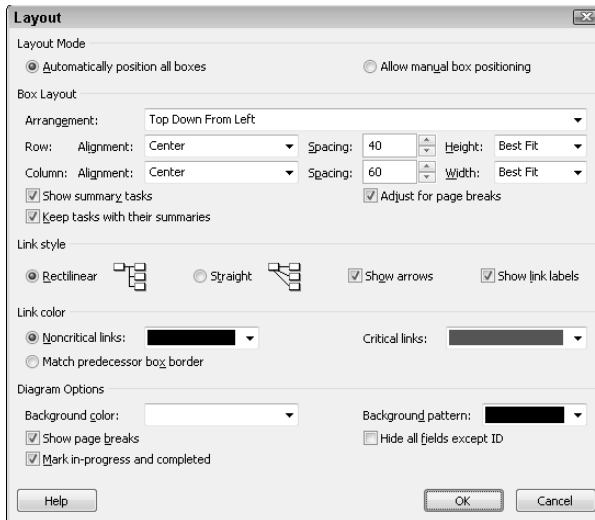 Layout
Layout Mode
Automatically position all boxes Allow manual box positioning
Box Layout
Arrangement: Top Down From Left
Row: Alignment: Center Spacing: 40 Height: Best Fit
Column: Alignment: Center Spacing: 60 Width: Best Fit
Show summary tasks Adjust for page breaks
Keep tasks with their summaries
Link style
Rectilinear Straight Show arrows Show link labels
Link color
Noncritical links: Critical links:
Match predecessor box border
Diagram Options
Background color: Background pattern:
Show page breaks Hide all fields except ID
Mark in-progress and completed
Help OK Cancel